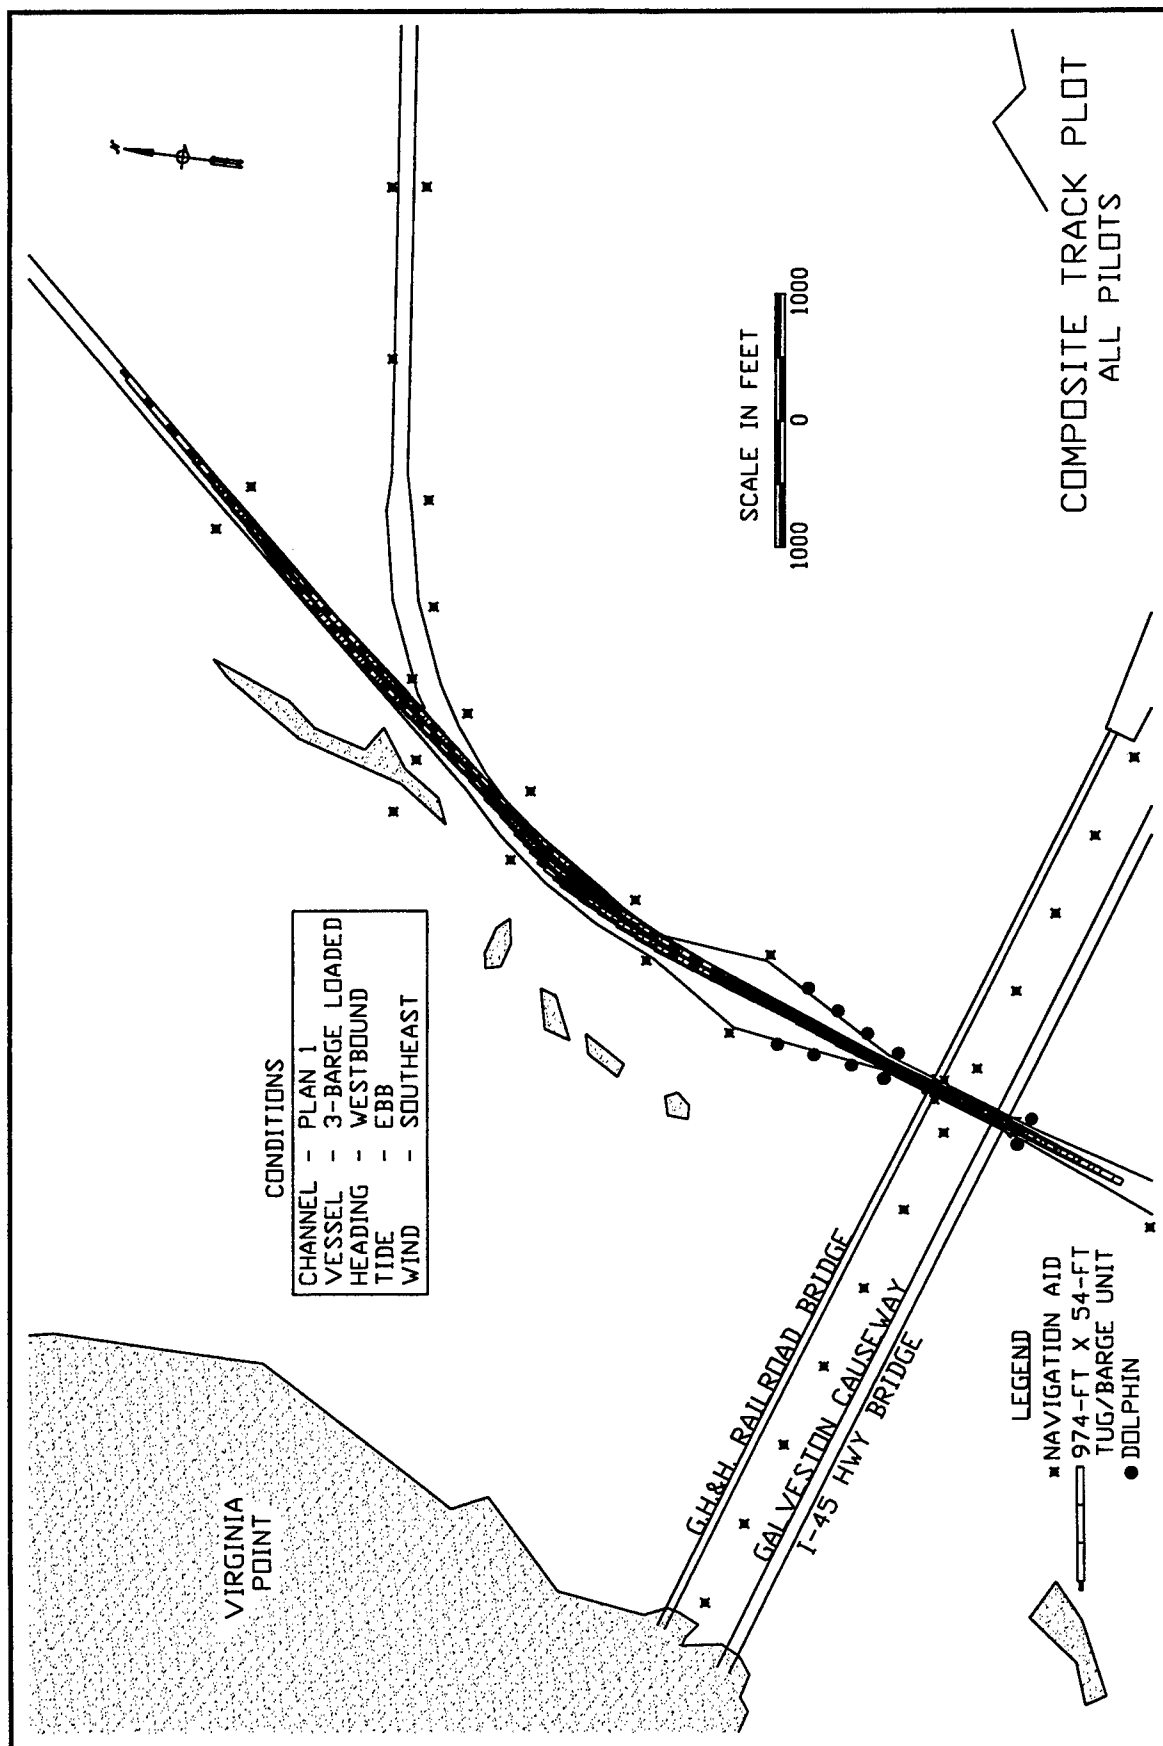 VIRGINIA
POINT
CONDITIONS
CHANNEL - PLAN 1
VESSEL - 3-BARGE LOADED
HEADING - WESTBOUND
TIDE - EBB
WIND - SOUTHEAST
G.H.&H. RAILROAD BRIDGE
GALVESTON CAUSEWAY
I-45 HWY BRIDGE
LEGEND
NAVIGATION AID
974-FT X 54-FT
TUG/BARGE UNIT
DOLPHIN
SCALE IN FEET
1000 0 1000
COMPOSITE TRACK PLOT
ALL PILOTS
N